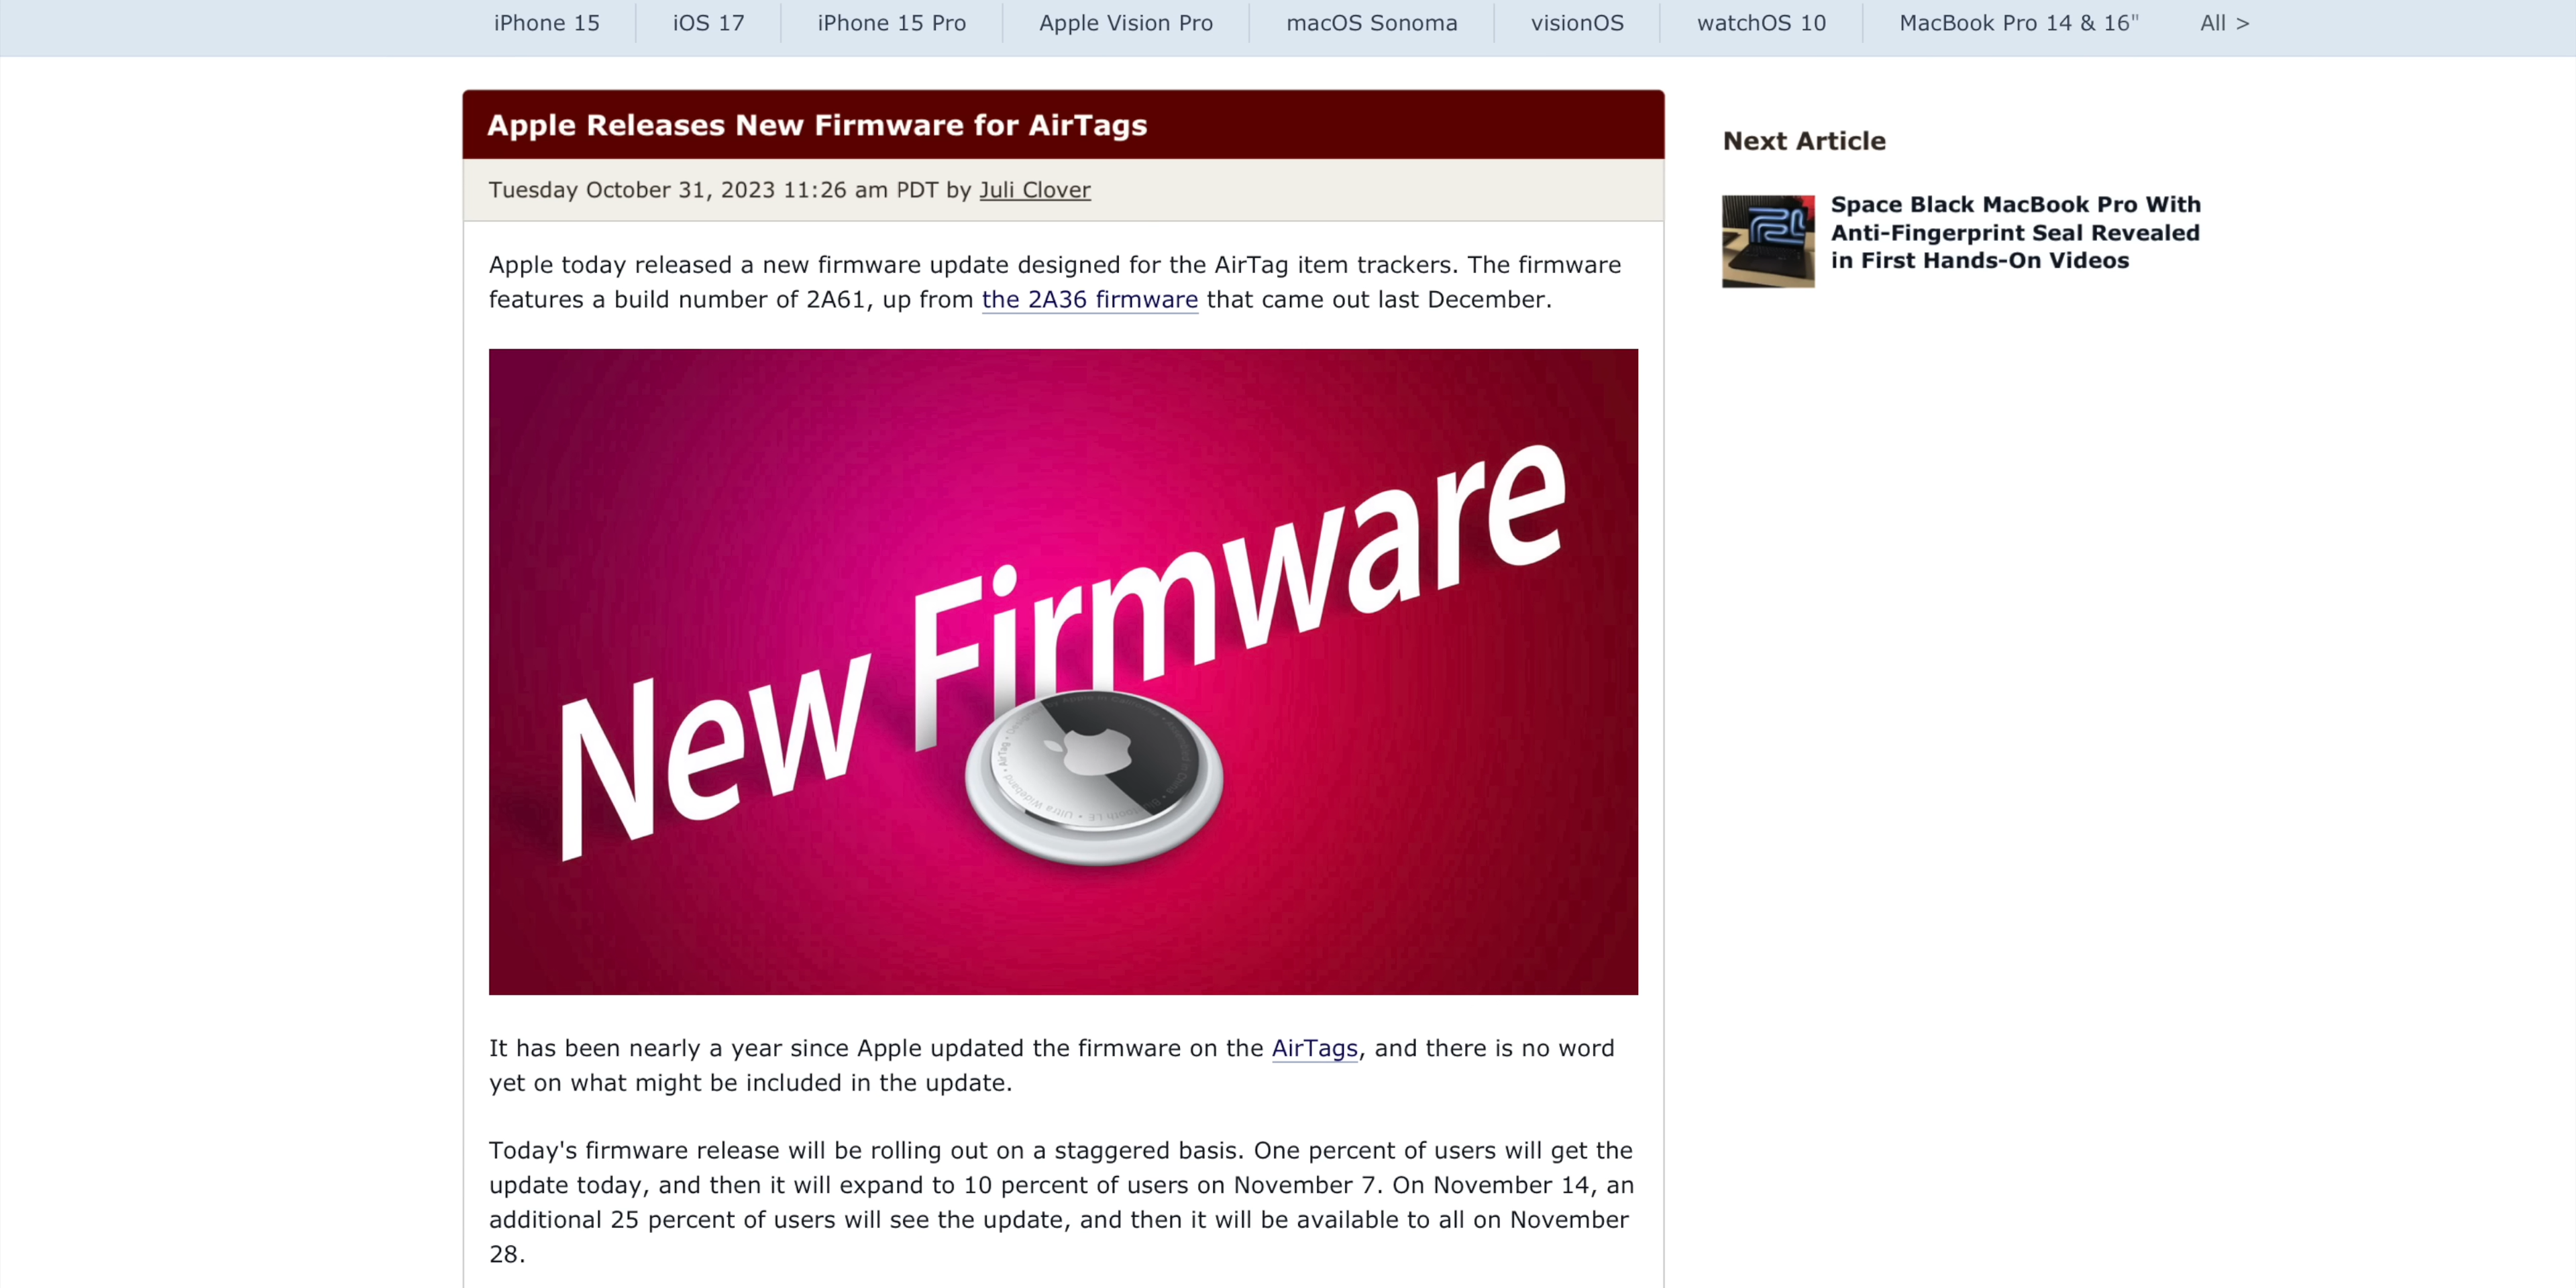 iPhone 15
iOS 17
iPhone 15 Pro
Apple Vision Pro
macOS Sonoma
visionOS
watchOS 10
MacBook Pro 14 & 16"
All >
Apple Releases New Firmware for AirTags
Tuesday October 31, 2023 11:26 am PDT by Juli Clover
Apple today released a new firmware update designed for the AirTag item trackers. The firmware
features a build number of 2A61, up from the 2A36 firmware that came out last December.
New Firmware
It has been nearly a year since Apple updated the firmware on the AirTags, and there is no word
yet on what might be included in the update.
Today's firmware release will be rolling out on a staggered basis. One percent of users will get the
update today, and then it will expand to 10 percent of users on November 7. On November 14, an
additional 25 percent of users will see the update, and then it will be available to all on November
28.
Next Article
Space Black MacBook Pro With
Anti-Fingerprint Seal Revealed
in First Hands-On Videos